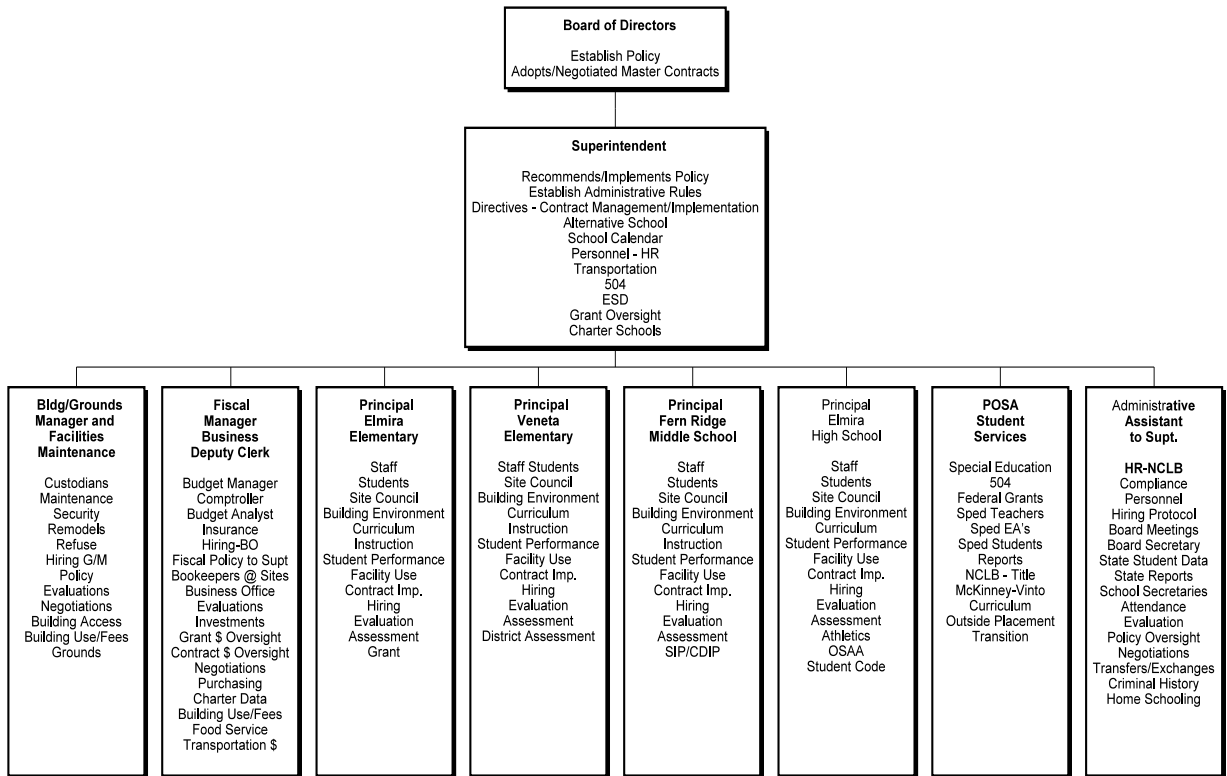 Board of Directors
Establish Policy
Adopts/Negotiated Master Contracts
Superintendent
Recommends/Implements Policy
Establish Administrative Rules
Directives - Contract Management/Implementation
Alternative School
School Calendar
Personnel - HR
Transportation
504
ESD
Grant Oversight
Charter Schools
Bldg/Grounds
Manager and
Facilities
Maintenance
Custodians
Maintenance
Security
Remodels
Refuse
Hiring G/M
Policy
Evaluations
Negotiations
Building Access
Building Use/Fees
Grounds
Fiscal
Manager
Business
Deputy Clerk
Budget Manager
Comptroller
Budget Analyst
Insurance
Hiring-BO
Fiscal Policy to Supt
Bookeepers @ Sites
Business Office
Evaluations
Investments
Grant $ Oversight
Contract $ Oversight
Negotiations
Purchasing
Charter Data
Building Use/Fees
Food Service
Transportation $
Principal
Elmira
Elementary
Staff
Students
Site Council
Building Environment
Curriculum
Instruction
Student Performance
Facility Use
Contract Imp.
Hiring
Evaluation
Assessment
Grant
Principal
Veneta
Elementary
Staff Students
Site Council
Building Environment
Curriculum
Instruction
Student Performance
Facility Use
Contract Imp.
Hiring
Evaluation
District Assessment
Principal
Fern Ridge
Middle School
Staff
Students
Site Council
Building Environment
Curriculum
Instruction
Student Performance
Facility Use
Contract Imp.
Hiring
Evaluation
Assessment
SIP/CDIP
Principal
Elmira
High School
Staff
Students
Site Council
Building Environment
Curriculum
Student Performance
Facility Use
Contract Imp.
Hiring
Evaluation
Assessment
Athletics
OSAA
Student Code
POSA
Student
Services
Special Education
504
Federal Grants
Sped Teachers
Sped EA's
Sped Students
Reports
NCLB - Title
McKinney-Vinto
Curriculum
Outside Placement
Transition
Administrative
Assistant
to Supt.
HR-NCLB
Compliance
Personnel
Hiring Protocol
Board Meetings
Board Secretary
State Student Data
State Reports
School Secretaries
Attendance
Evaluation
Policy Oversight
Negotiations
Transfers/Exchanges
Criminal History
Home Schooling